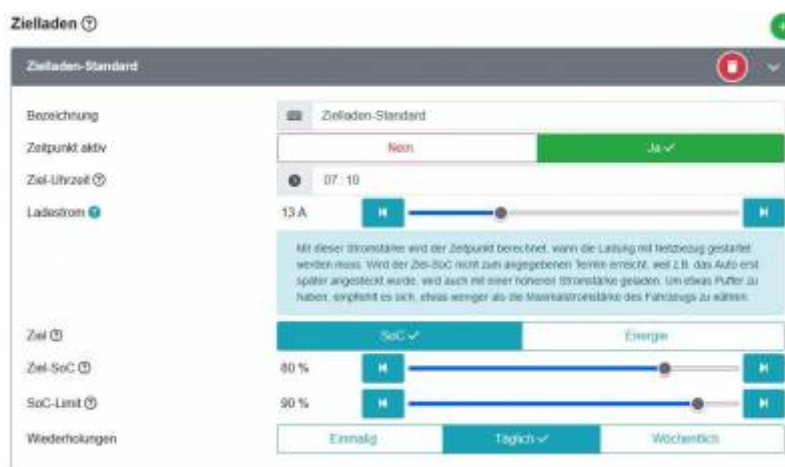 Zielladen
Zielladen-Standard
Bezeichnung Zielladen-Standard
Zeitpunkt aktiv Nein Ja
Ziel-Uhrzeit 07:10
Ladestrom 13 A
Mit dieser Stromstärke wird der Zeitpunkt berechnet, wann die Ladung mit Netzbezug gestartet
werden muss. Wird der Ziel-SoC nicht zum angegebenen Termin erreicht, weil z.B. das Auto erst
später angesteckt wurde, wird auch mit einer höheren Stromstärke geladen. Um etwas Puffer zu
haben, empfiehlt es sich, etwas weniger als die Maximalstromstärke des Fahrzeugs zu wählen.
Ziel SoC Energie
Ziel-SoC 80 %
SoC-Limit 90 %
Wiederholungen Einmalig Täglich Wöchentlich